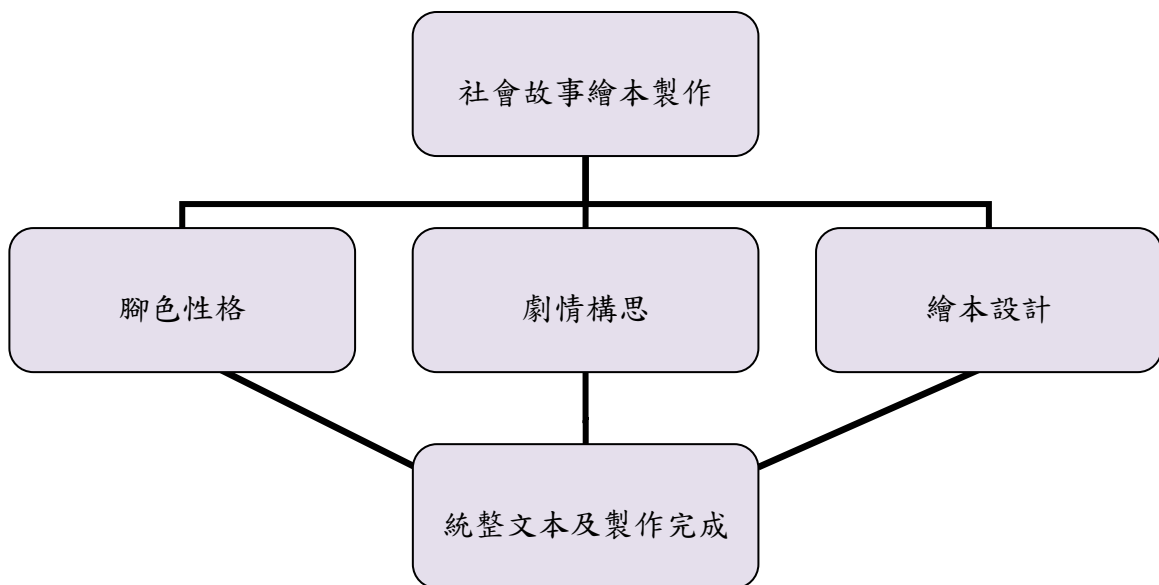 社會故事繪本製作
腳色性格
劇情構思
繪本設計
統整文本及製作完成